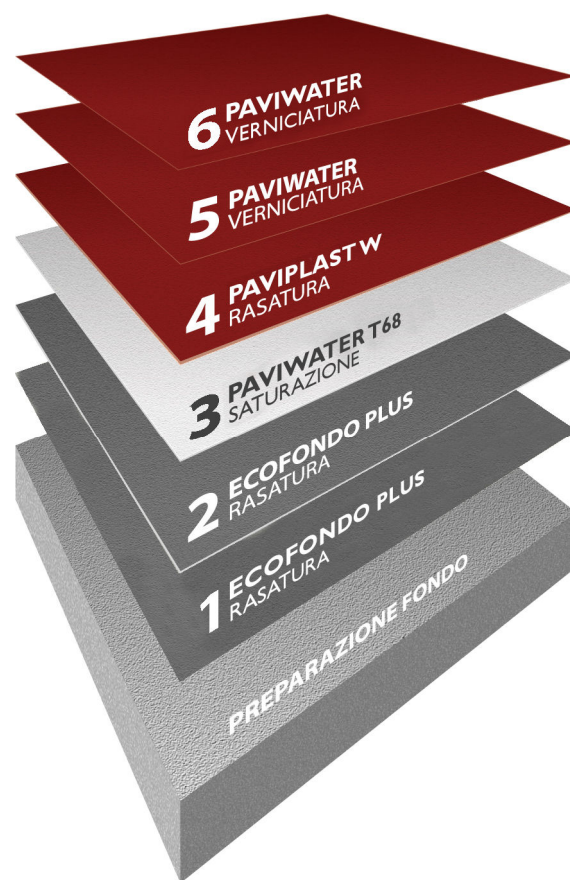 6 PAVIWATER
VERNICIATURA
5 PAVIWATER
VERNICIATURA
4 PAVIPLAST W
RASATURA
3 PAVIWATER T68
SATURAZIONE
2 ECOFONDO PLUS
RASATURA
1 ECOFONDO PLUS
RASATURA
PREPARAZIONE FONDO